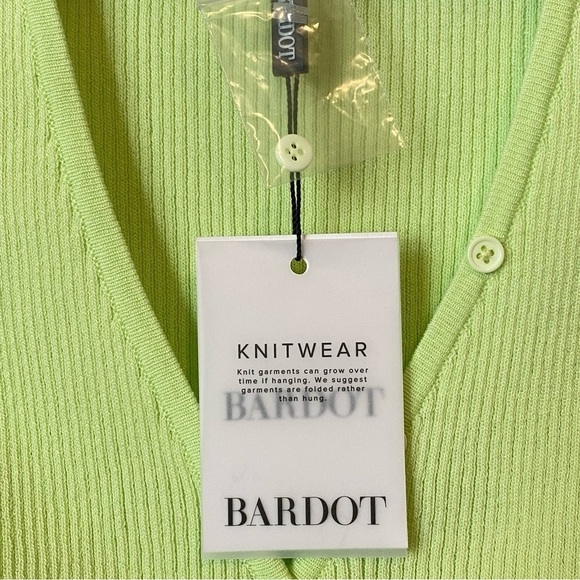 DOT
KNITWEAR
Knit garments can grow over
time if hanging. We suggest
garments are folded rather
than hung.
BARDOT
BARDOT